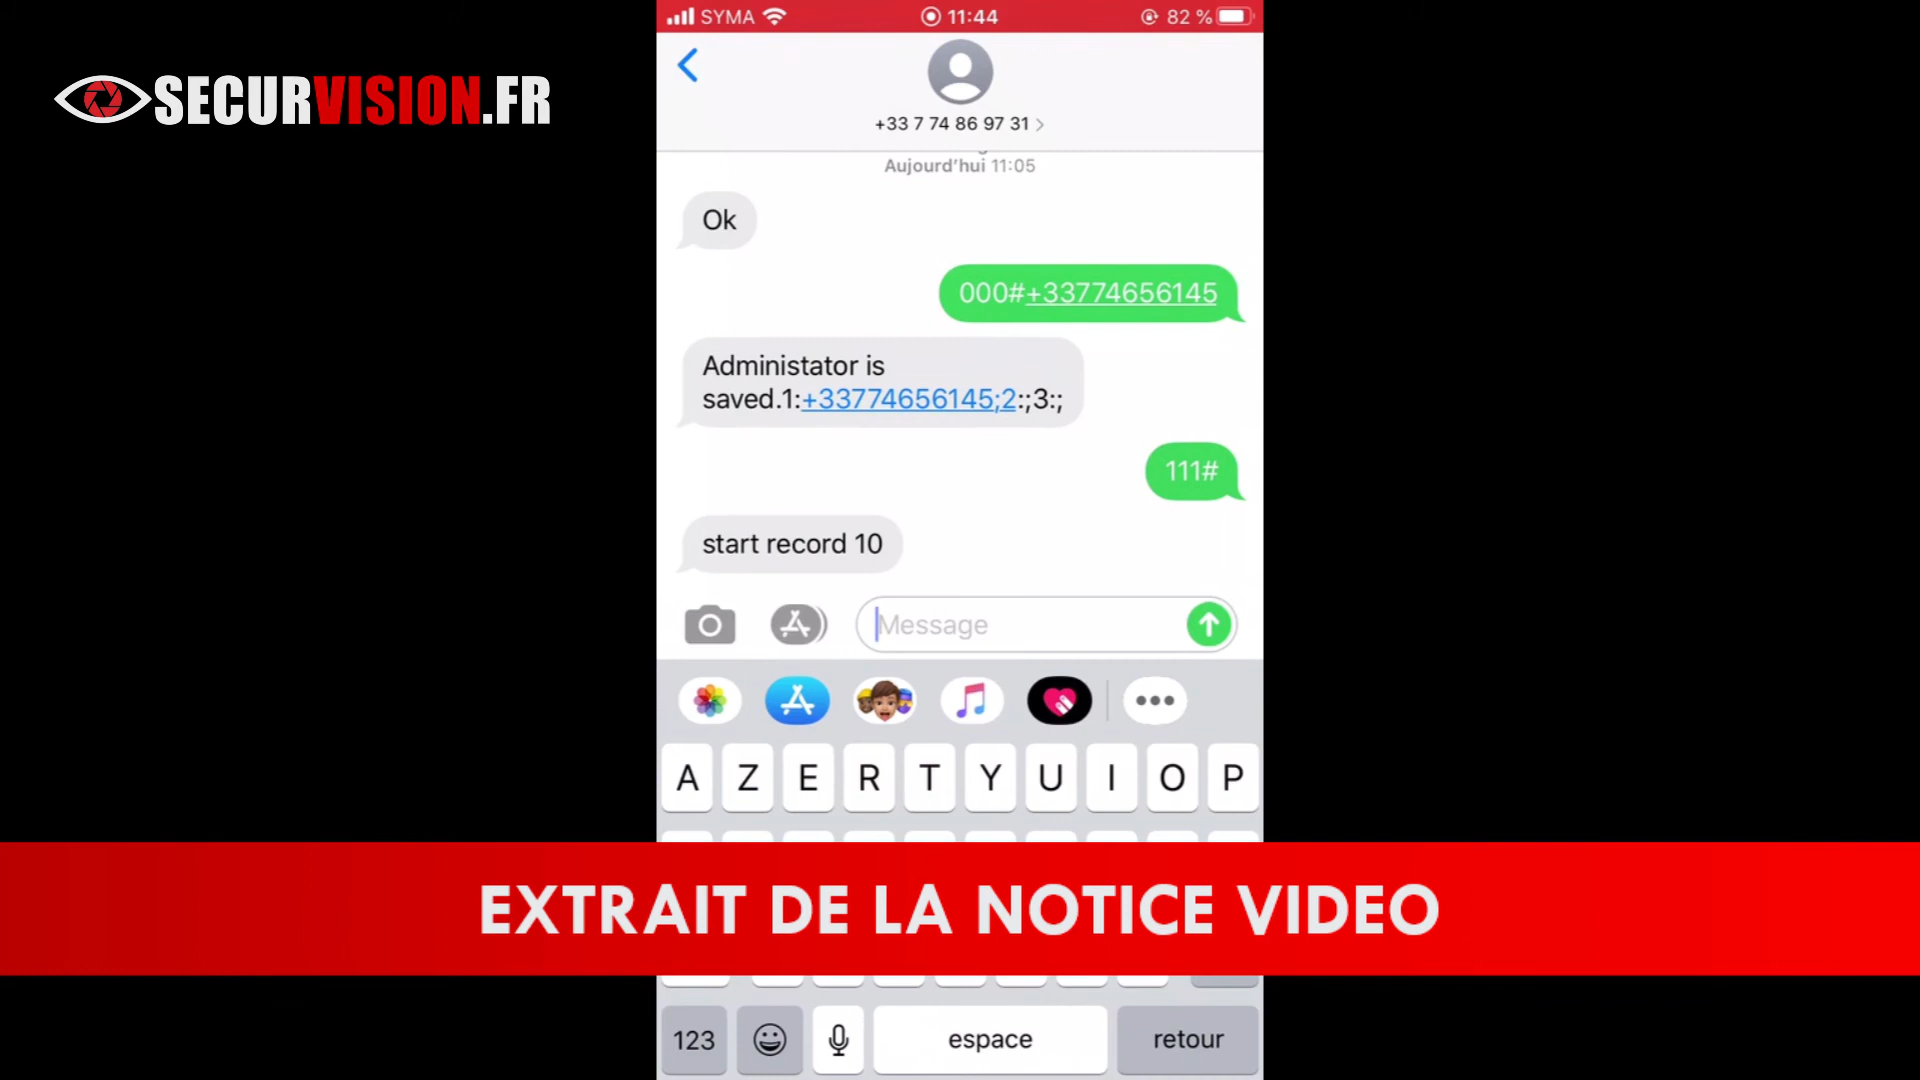 SYMA
11:44
82 %
SECURVISION.FR
+33 7 74 86 97 31
Aujourd'hui 11:05
Ok
000#+33774656145
Administator is
saved.1:+33774656145;2:;3:;
111#
start record 10
Message
A Z E R T Y U I O P
EXTRAIT DE LA NOTICE VIDEO
123
espace
retour